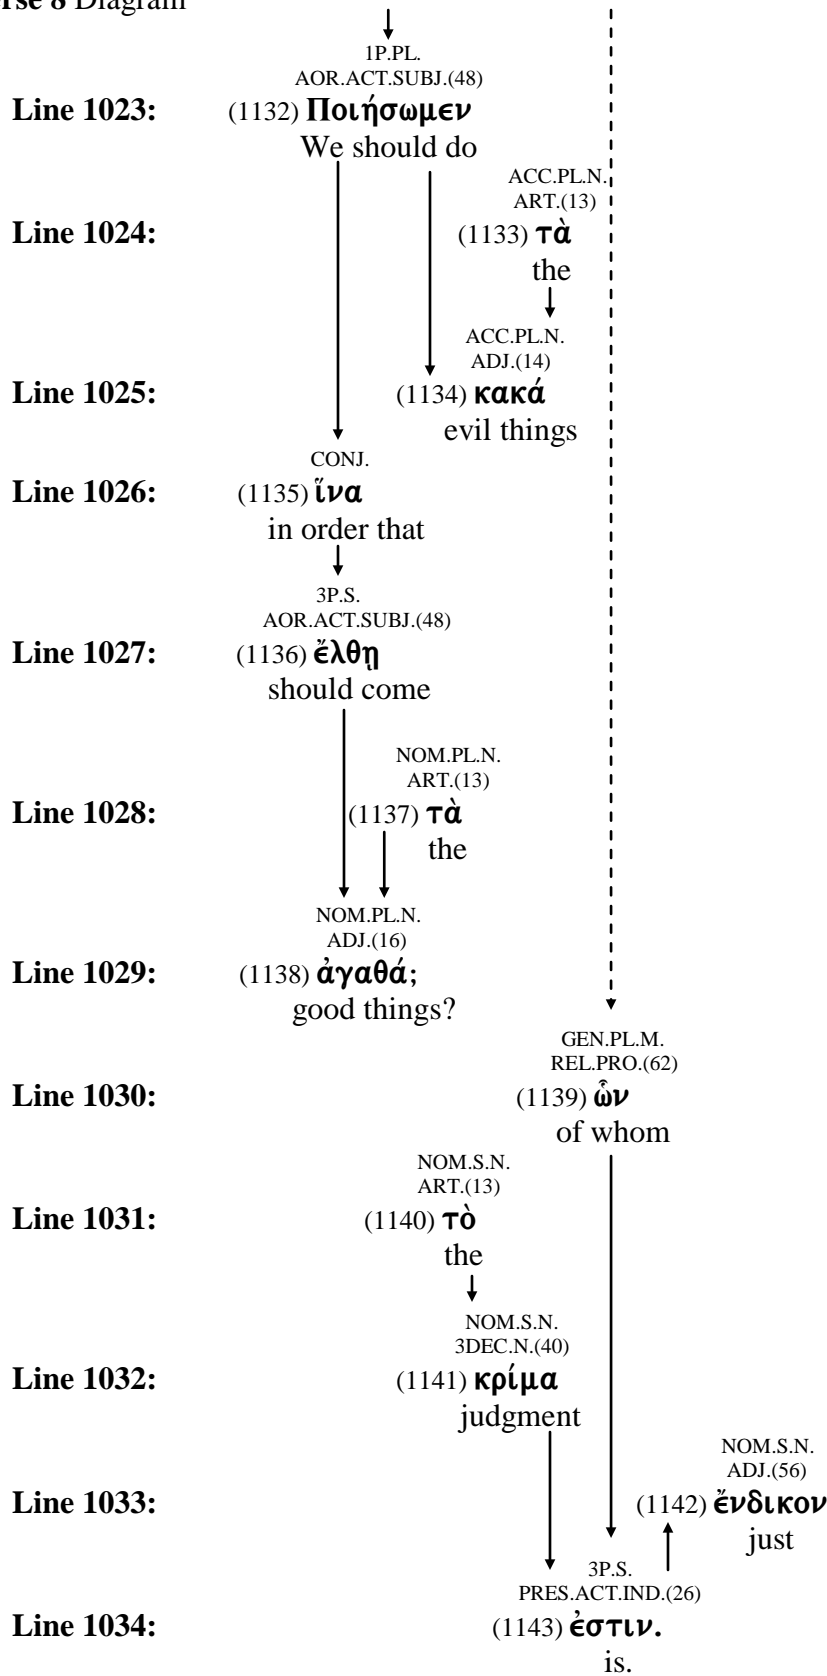 erse 8 Diagram
1P.PL.
AOR.ACT.SUBJ.(48)
Line 1023: (1132) Ποιήσωμεν
We should do
ACC.PL.N.
ART.(13)
Line 1024: (1133) τὰ
the
ACC.PL.N.
ADJ.(14)
Line 1025: (1134) κακά
evil things
CONJ.
Line 1026: (1135) ἵνα
in order that
3P.S.
AOR.ACT.SUBJ.(48)
Line 1027: (1136) ἔλθῃ
should come
NOM.PL.N.
ART.(13)
Line 1028: (1137) τὰ
the
NOM.PL.N.
ADJ.(16)
Line 1029: (1138) ἀγαθά;
good things?
GEN.PL.M.
REL.PRO.(62)
Line 1030: (1139) ὧν
of whom
NOM.S.N.
ART.(13)
Line 1031: (1140) τὸ
the
NOM.S.N.
3DEC.N.(40)
Line 1032: (1141) κρίμα
judgment
NOM.S.N.
ADJ.(56)
Line 1033: (1142) ἔνδικον
just
3P.S.
PRES.ACT.IND.(26)
Line 1034: (1143) ἐστιν.
is.